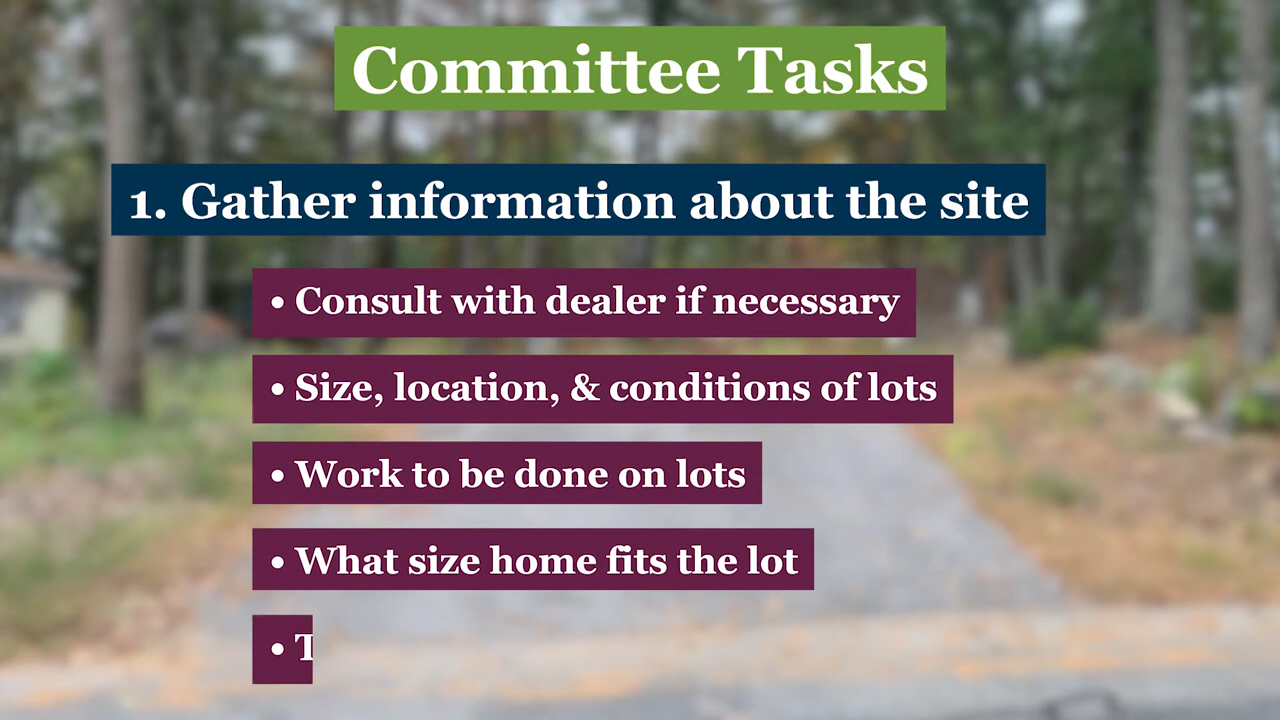 Committee Tasks
1. Gather information about the site
• Consult with dealer if necessary
• Size, location, & conditions of lots
• Work to be done on lots
• What size home fits the lot
•